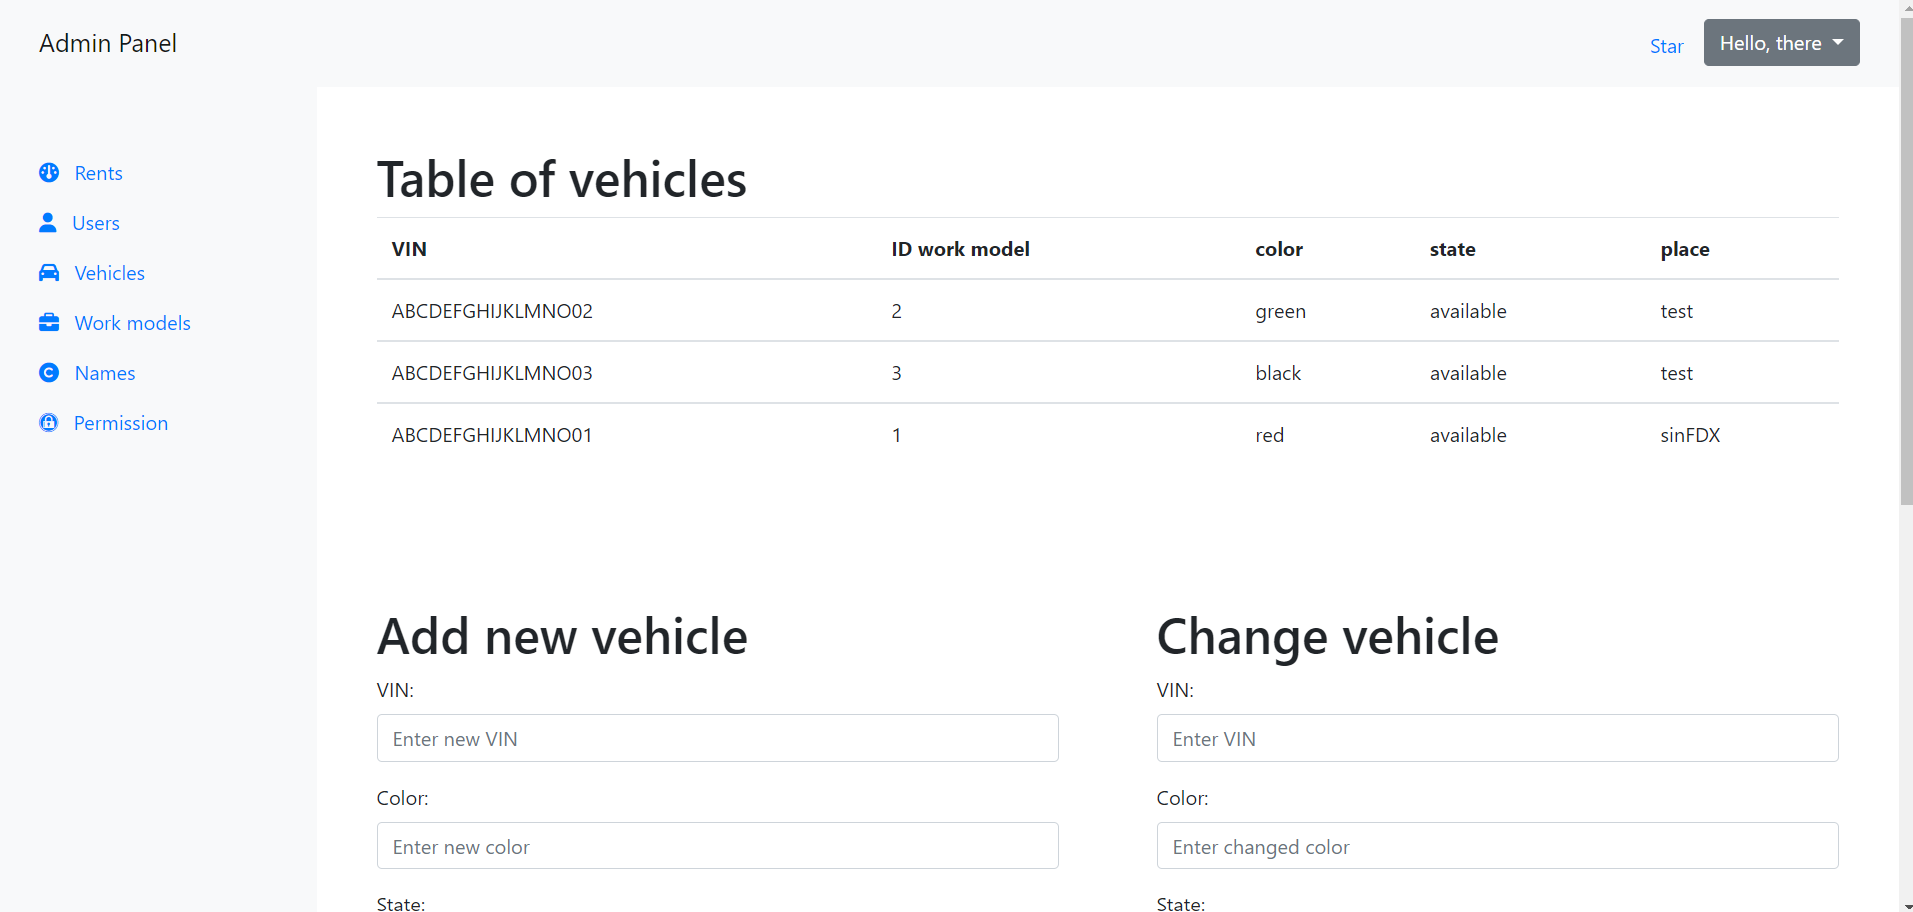 Admin Panel
Star
Hello, there
Rents
Users
Vehicles
Work models
Names
Permission
Table of vehicles
VIN ID work model color state place
ABCDEFGHIJKLMNO02 2 green available test
ABCDEFGHIJKLMNO03 3 black available test
ABCDEFGHIJKLMNO01 1 red available sinFDX
Add new vehicle
VIN:
Enter new VIN
Color:
Enter new color
State:
Change vehicle
VIN:
Enter VIN
Color:
Enter changed color
State: